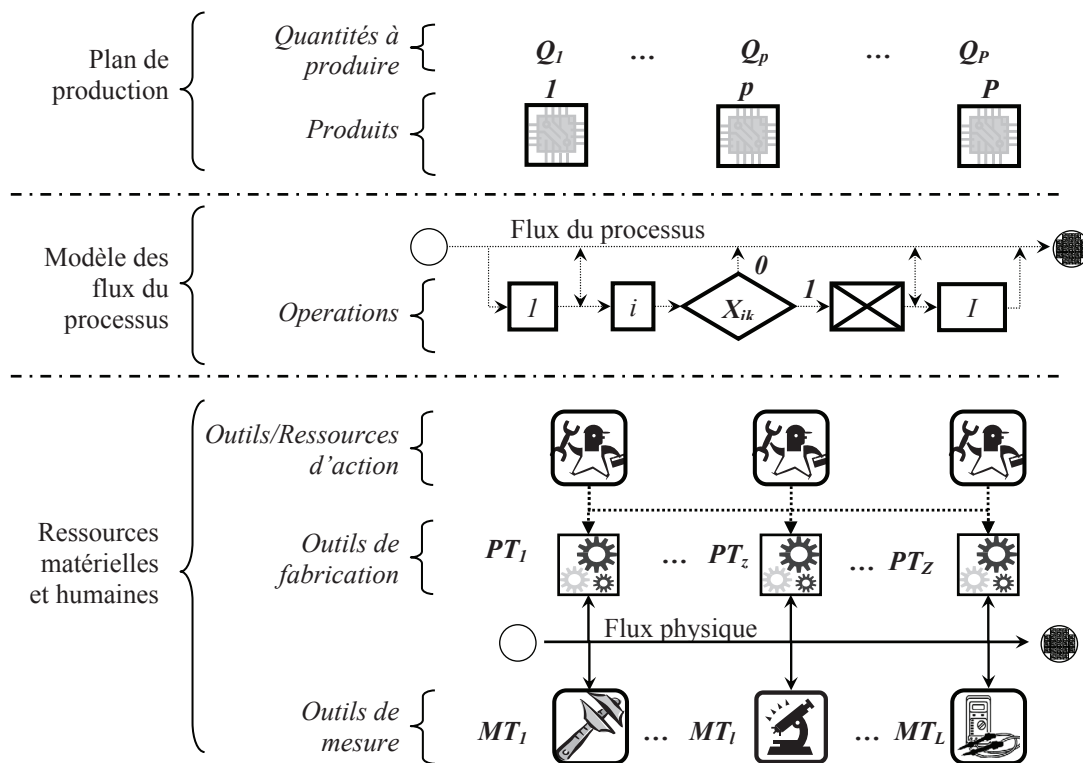 Plan de
production
Quantités à
produire
Q1 ... Qp ... QP
1 p P
Produits
Modèle des
flux du
processus
Flux du processus
0
Operations
1 i Xik 1 I
Ressources
matérielles
et humaines
Outils/Ressources
d’action
Outils de
fabrication
PT1 ... PTz ... PTZ
Flux physique
Outils de
mesure
MT1 ... MTl ... MTL